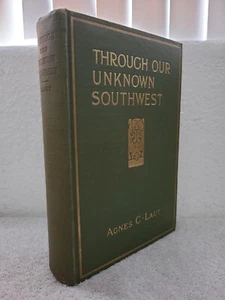 THROUGH OUR
UNKNOWN
SOUTHWEST
AGNES C-LAUT